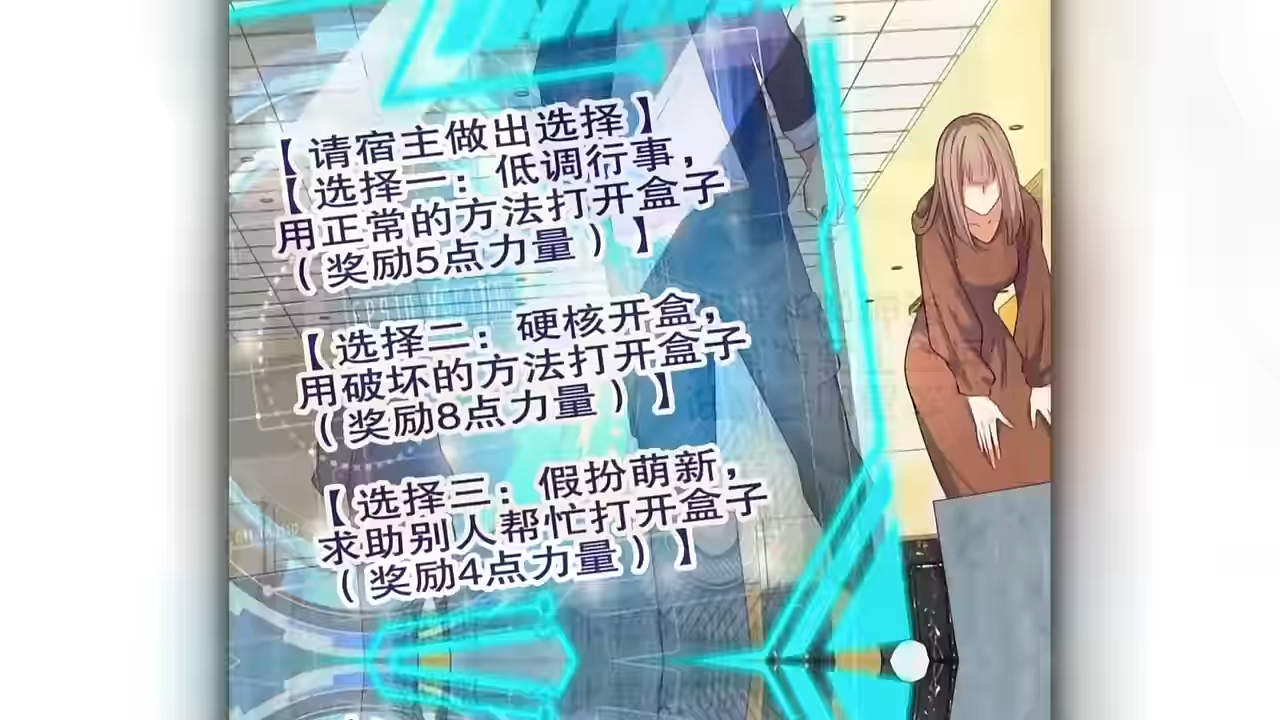 【请宿主做出选择】
【选择一：低调行事，
用正常的方法打开盒子
（奖励5点力量）】
【选择二：硬核开盒，
用破坏的方法打开盒子
（奖励8点力量）】
【选择三：假扮萌新，
求助别人帮忙打开盒子
（奖励4点力量）】